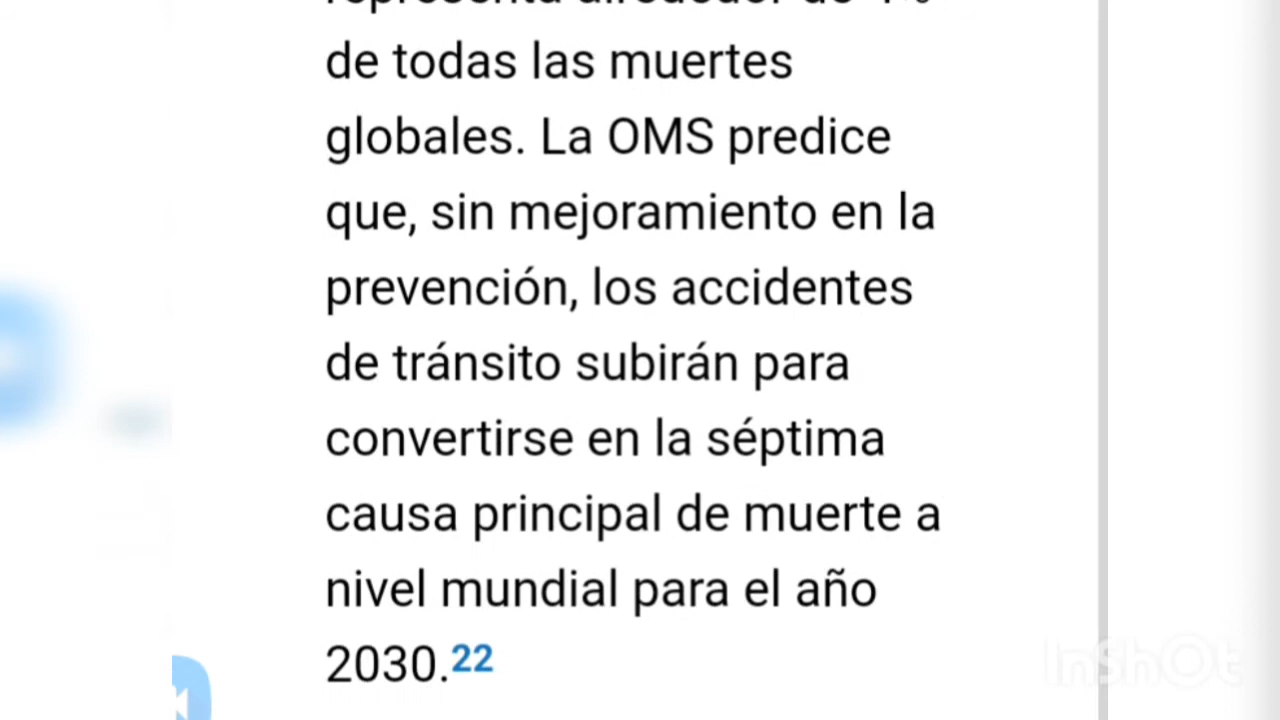 de todas las muertes
globales. La OMS predice
que, sin mejoramiento en la
prevención, los accidentes
de tránsito subirán para
convertirse en la séptima
causa principal de muerte a
nivel mundial para el año
2030.22
InShOt